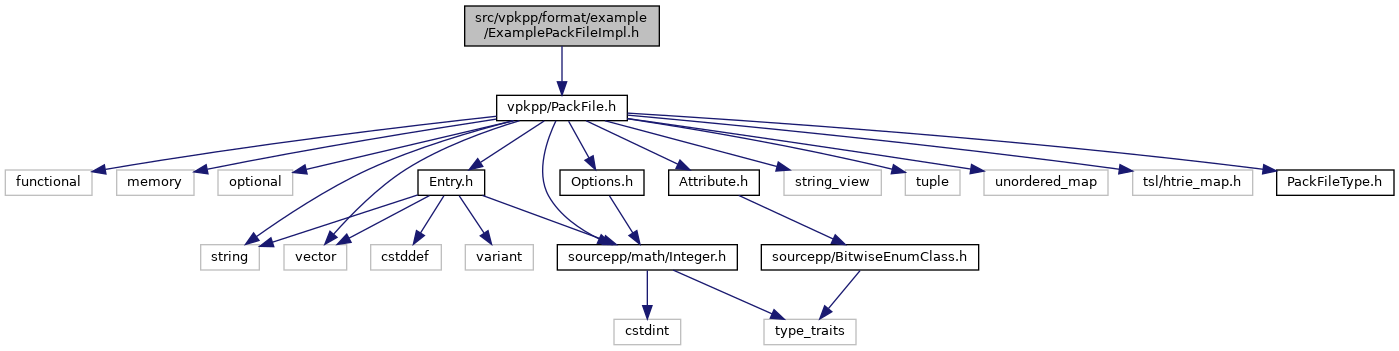 src/vpkpp/format/example
/ExamplePackFileImpl.h
vpkpp/PackFile.h
functional
memory
optional
Entry.h
Options.h
Attribute.h
string_view
tuple
unordered_map
tsl/htrie_map.h
PackFileType.h
string
vector
cstddef
variant
sourcepp/math/Integer.h
sourcepp/BitwiseEnumClass.h
cstdint
type_traits